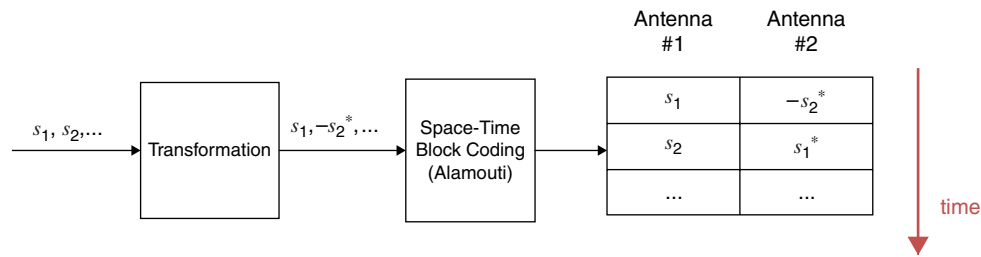 Antenna #1
Antenna #2
s₁, s₂,...
Transformation
s₁,−s₂*,...
Space-Time
Block Coding
(Alamouti)
s₁
−s₂*
s₂
s₁*
...
...
time